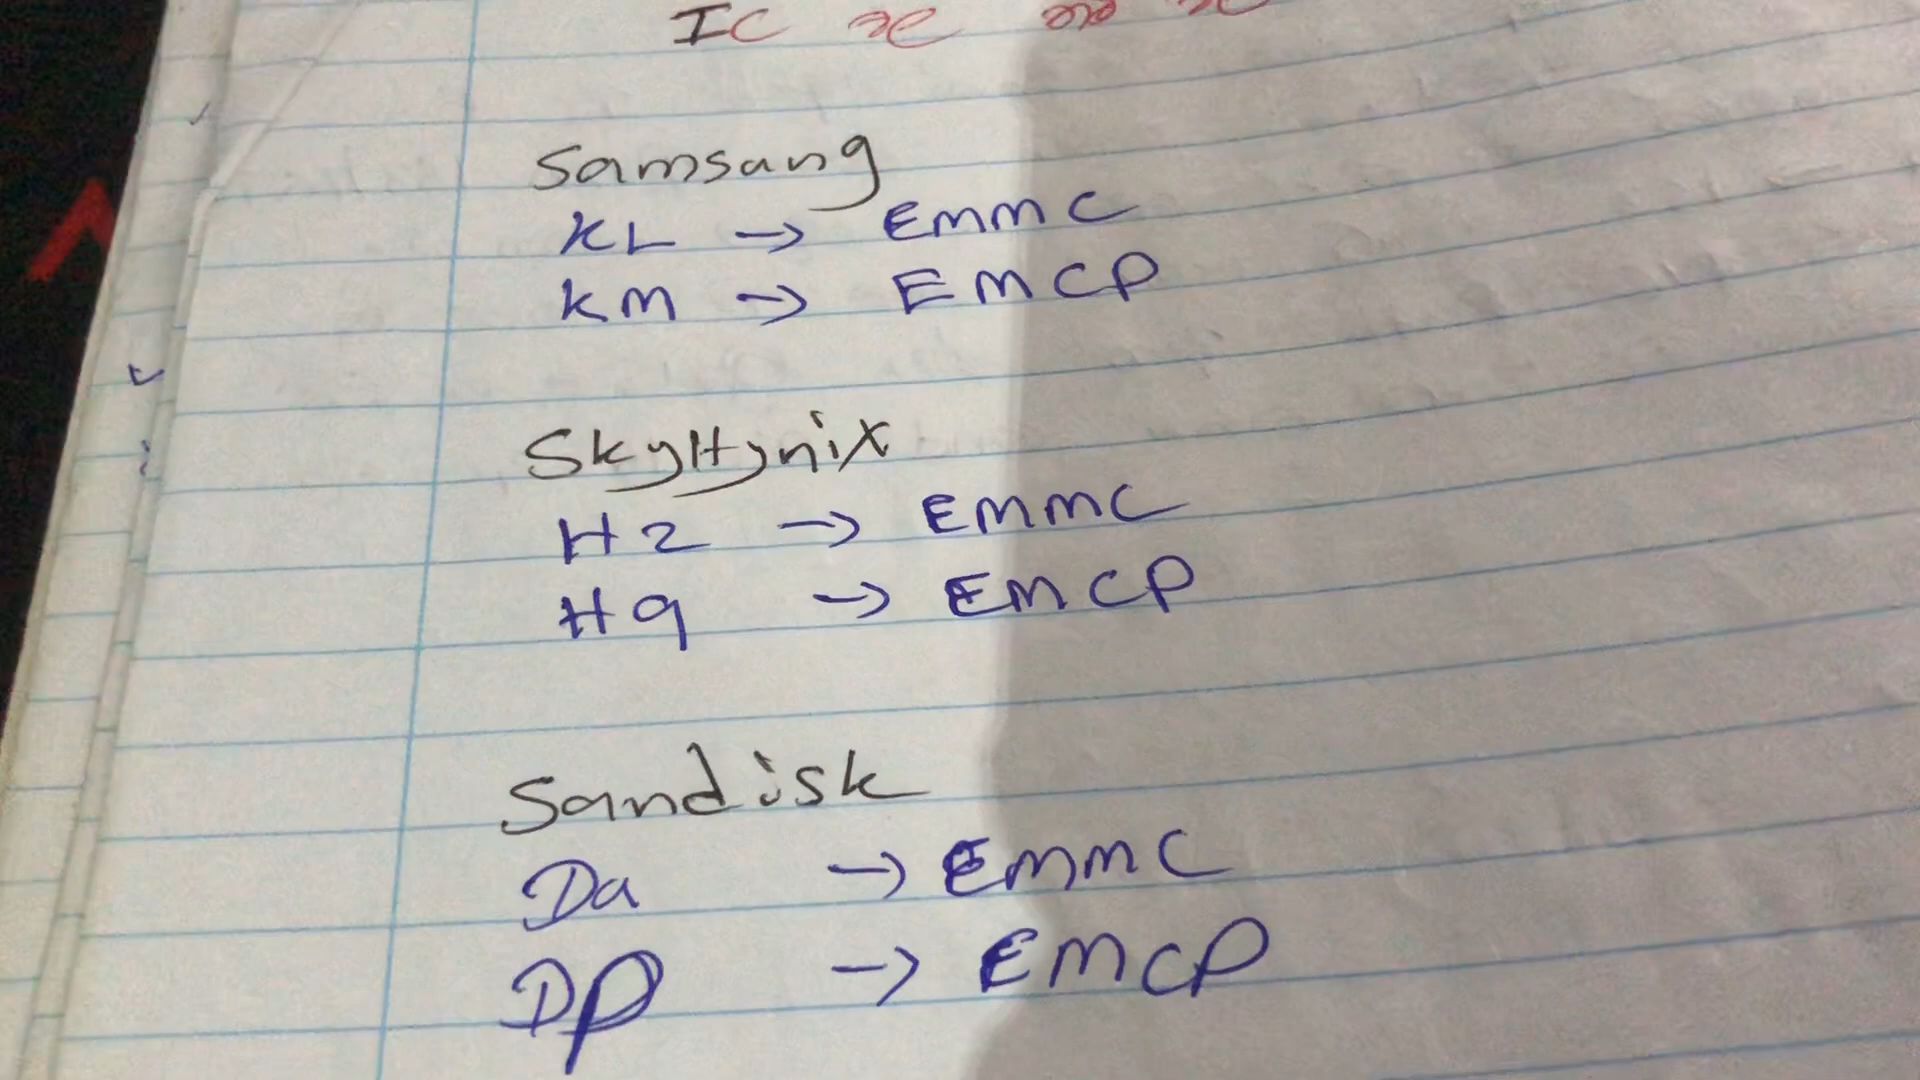 IC
Samsang
KL → EMMC
KM → EMCP
SkyHynix
H2 → EMMC
H9 → EMCP
Sandisk
Da → EMMC
DP → EMCP